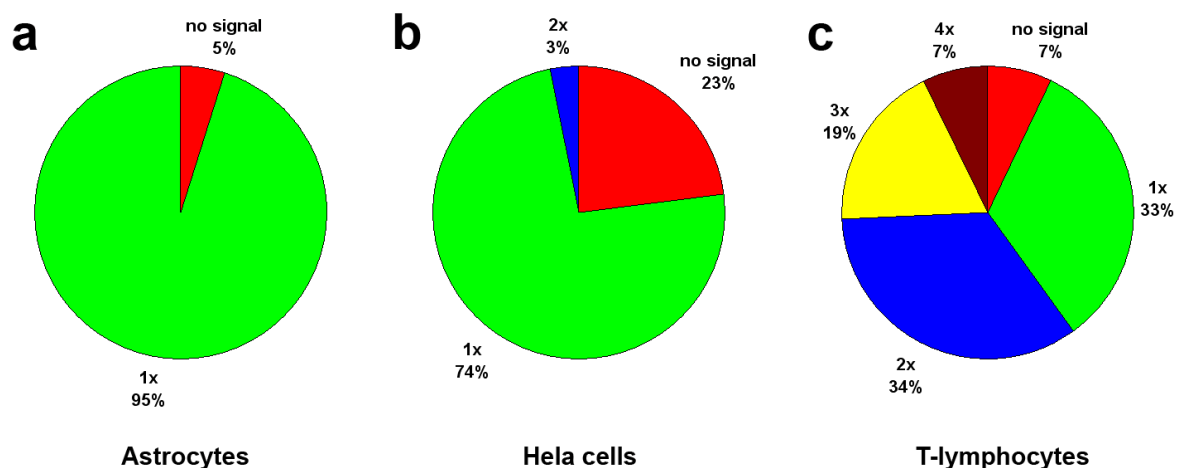 a
no signal
5%
1x
95%
Astrocytes
b
2x
3%
no signal
23%
1x
74%
Hela cells
c
4x
7%
no signal
7%
3x
19%
1x
33%
2x
34%
T-lymphocytes